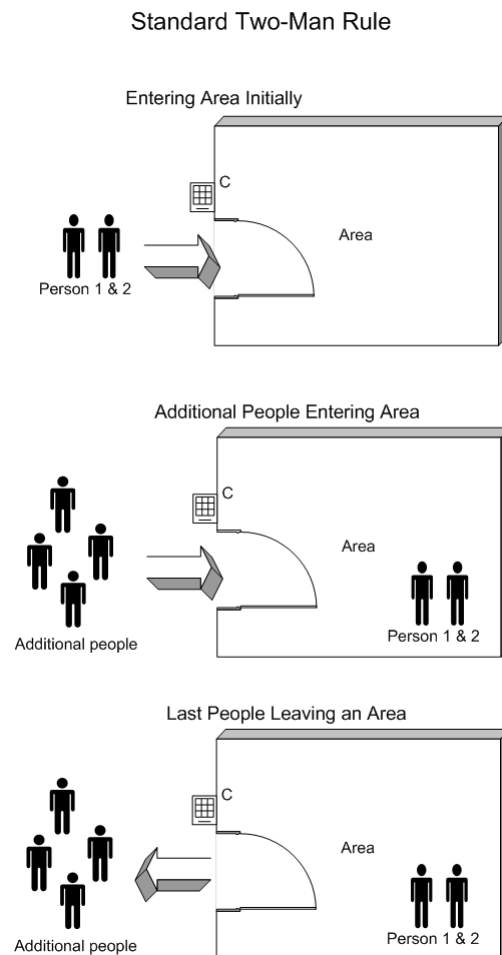 Standard Two-Man Rule
Entering Area Initially
C
Area
Person 1 & 2
Additional People Entering Area
C
Area
Person 1 & 2
Additional people
Last People Leaving an Area
C
Area
Person 1 & 2
Additional people